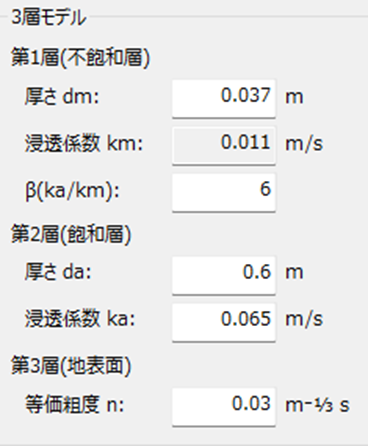 3層モデル
第1層(不飽和層)
厚さ dm: 0.037 m
浸透係数 km: 0.011 m/s
β(ka/km): 6
第2層(飽和層)
厚さ da: 0.6 m
浸透係数 ka: 0.065 m/s
第3層(地表面)
等価粗度 n: 0.03 m-⅓ s